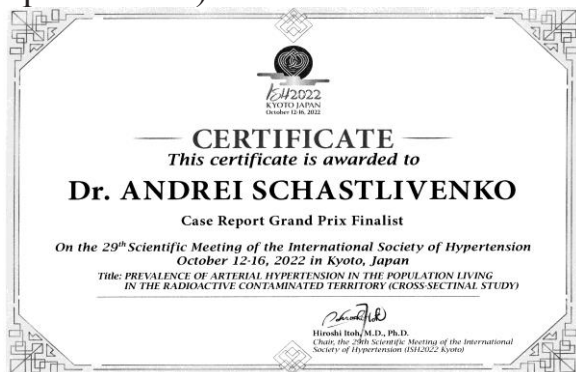 ISH2022
KYOTO JAPAN
October 12-16, 2022
CERTIFICATE
This certificate is awarded to
Dr. ANDREI SCHASTLIVENKO
Case Report Grand Prix Finalist
On the 29th Scientific Meeting of the International Society of Hypertension
October 12-16, 2022 in Kyoto, Japan
Title: PREVALENCE OF ARTERIAL HYPERTENSION IN THE POPULATION LIVING
IN THE RADIOACTIVE CONTAMINATED TERRITORY (CROSS-SECTINAL STUDY)
Hiroshi Itoh
Hiroshi Itoh, M.D., Ph.D.
Chair, the 29th Scientific Meeting of the International
Society of Hypertension (ISH2022 Kyoto)